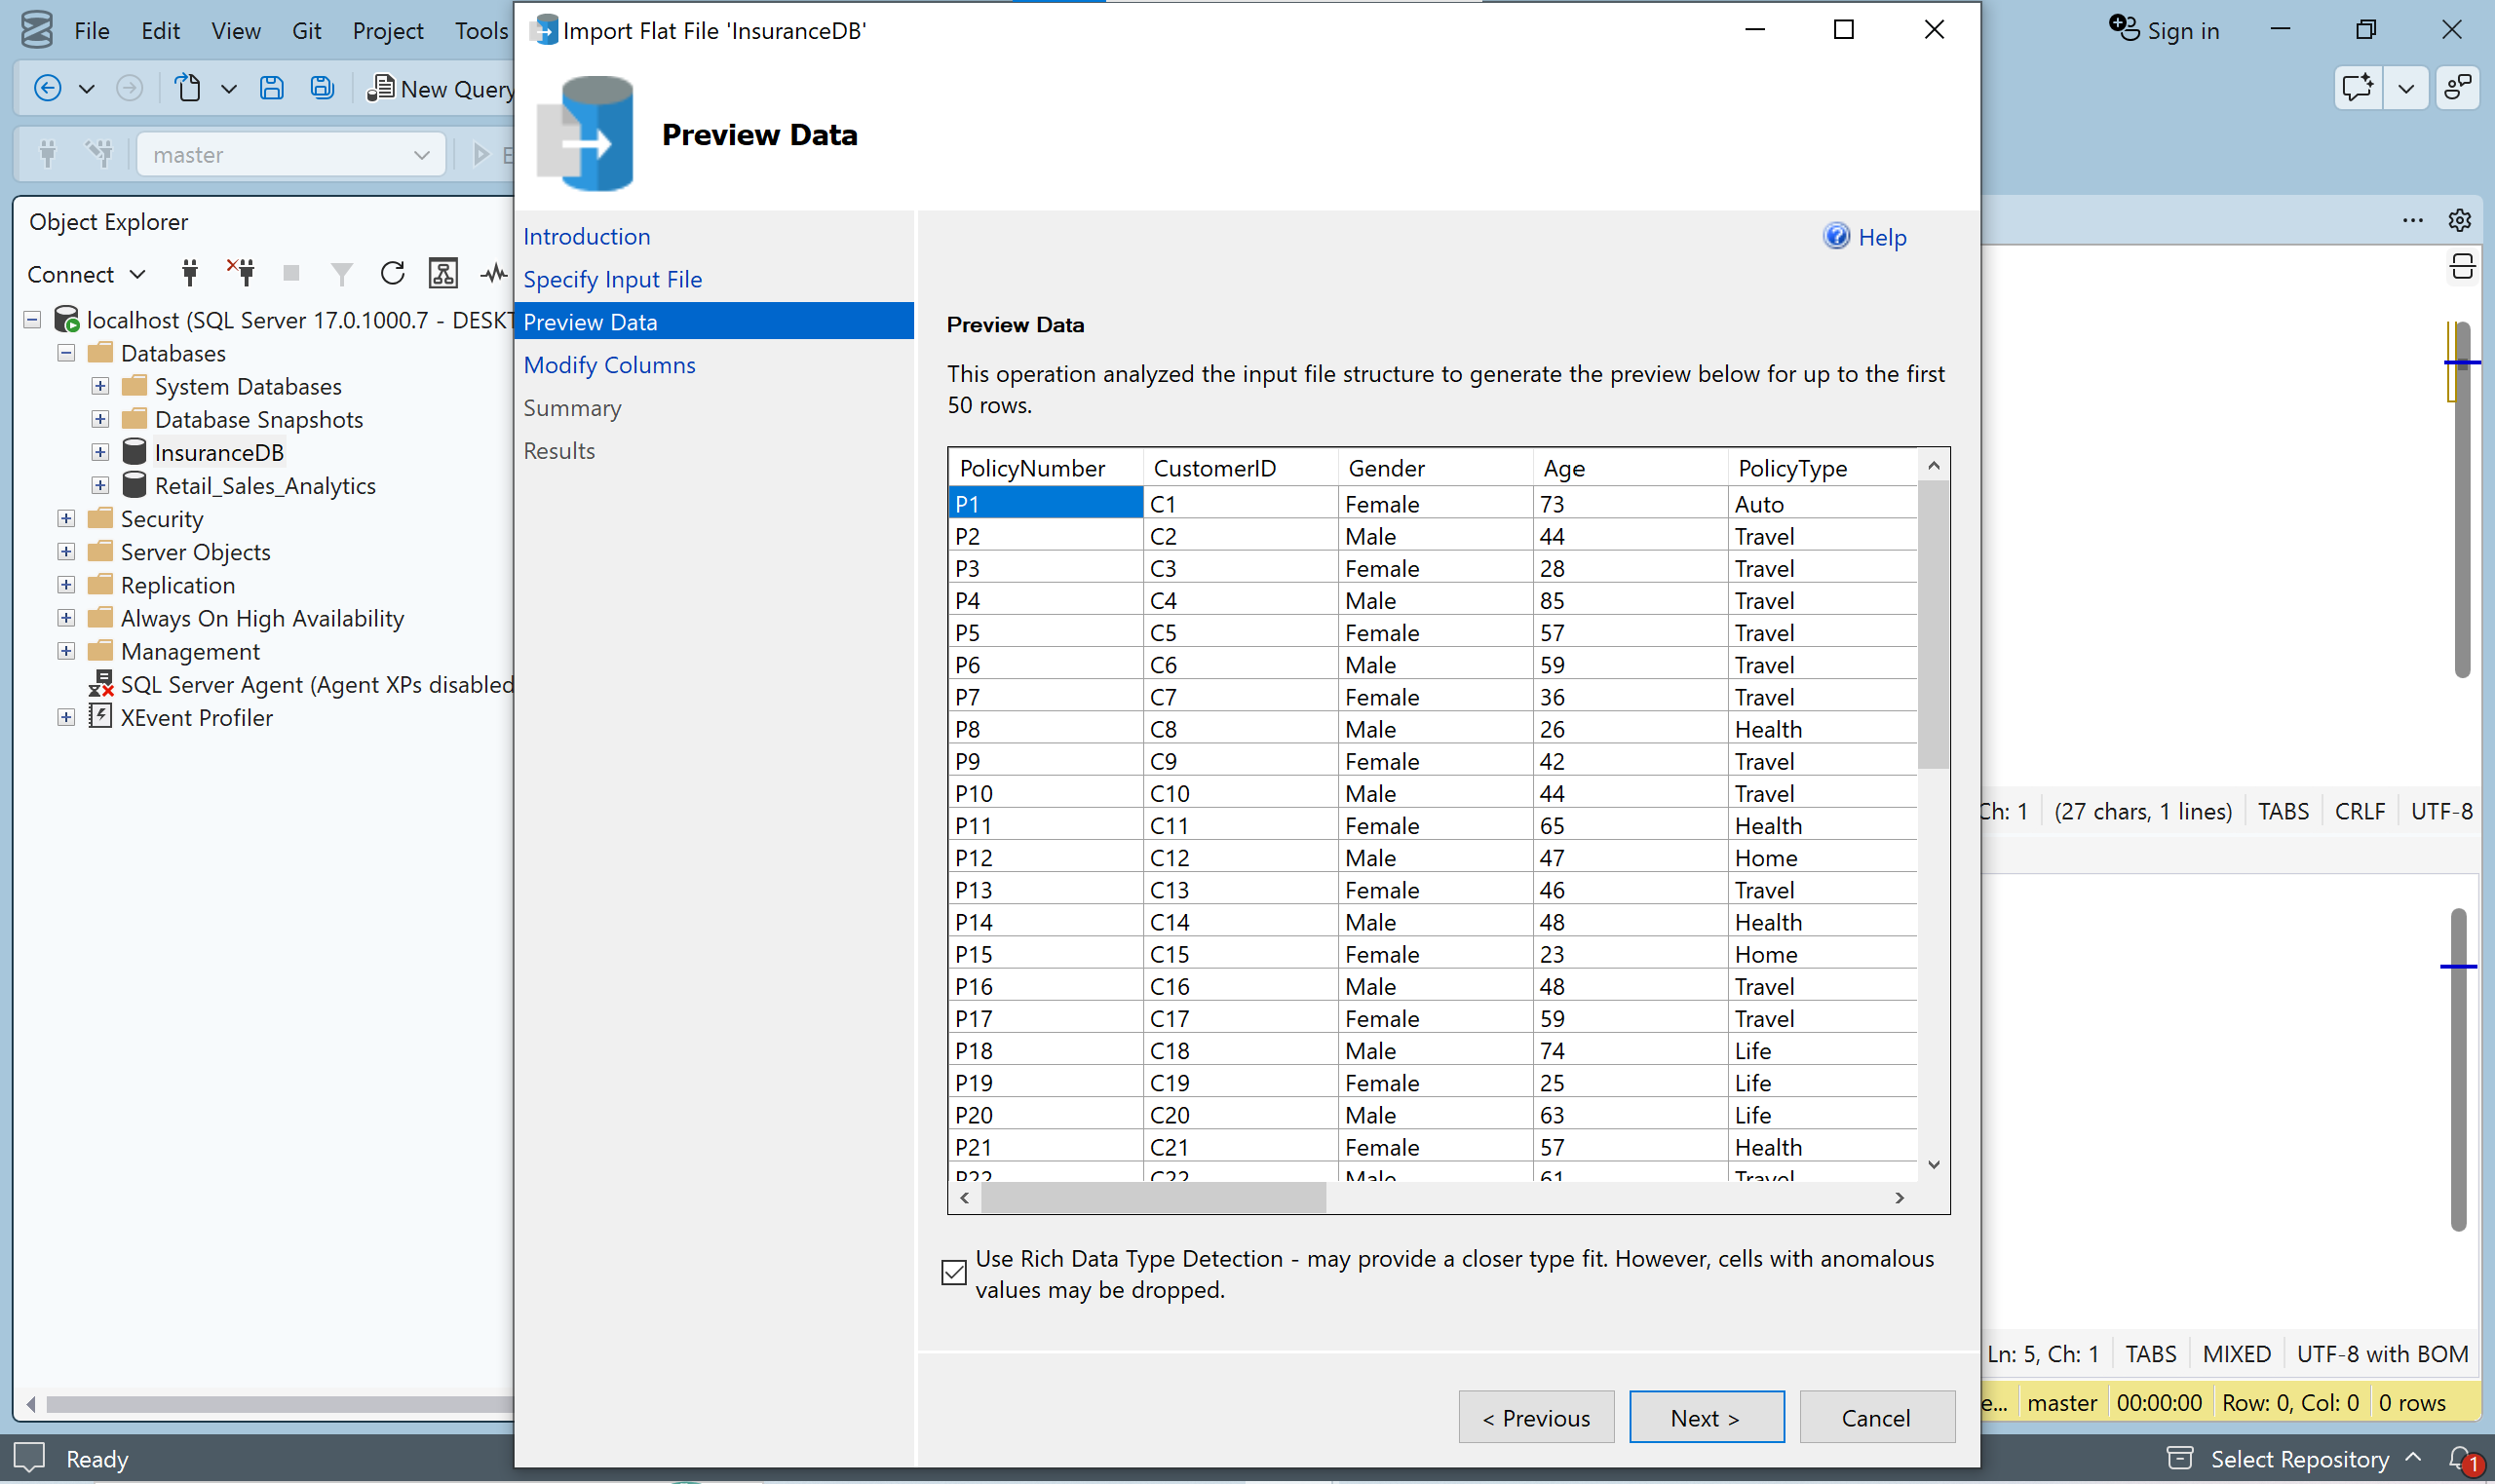 File Edit View Git Project Tools
Import Flat File 'InsuranceDB'
Sign in
New Query
master
Preview Data
Object Explorer
Connect
localhost (SQL Server 17.0.1000.7 - DESKT
Databases
System Databases
Database Snapshots
InsuranceDB
Retail_Sales_Analytics
Security
Server Objects
Replication
Always On High Availability
Management
SQL Server Agent (Agent XPs disabled
XEvent Profiler
Introduction
Specify Input File
Preview Data
Modify Columns
Summary
Results
Help
Preview Data
This operation analyzed the input file structure to generate the preview below for up to the first
50 rows.
PolicyNumber CustomerID Gender Age PolicyType
P1 C1 Female 73 Auto
P2 C2 Male 44 Travel
P3 C3 Female 28 Travel
P4 C4 Male 85 Travel
P5 C5 Female 57 Travel
P6 C6 Male 59 Travel
P7 C7 Female 36 Travel
P8 C8 Male 26 Health
P9 C9 Female 42 Travel
P10 C10 Male 44 Travel
P11 C11 Female 65 Health
P12 C12 Male 47 Home
P13 C13 Female 46 Travel
P14 C14 Male 48 Health
P15 C15 Female 23 Home
P16 C16 Male 48 Travel
P17 C17 Female 59 Travel
P18 C18 Male 74 Life
P19 C19 Female 25 Life
P20 C20 Male 63 Life
P21 C21 Female 57 Health
P22 C22 Male 61 Travel
Use Rich Data Type Detection - may provide a closer type fit. However, cells with anomalous
values may be dropped.
< Previous Next > Cancel
Ch: 1 (27 chars, 1 lines) TABS CRLF UTF-8
Ln: 5, Ch: 1 TABS MIXED UTF-8 with BOM
e... master 00:00:00 Row: 0, Col: 0 0 rows
Ready
Select Repository 1